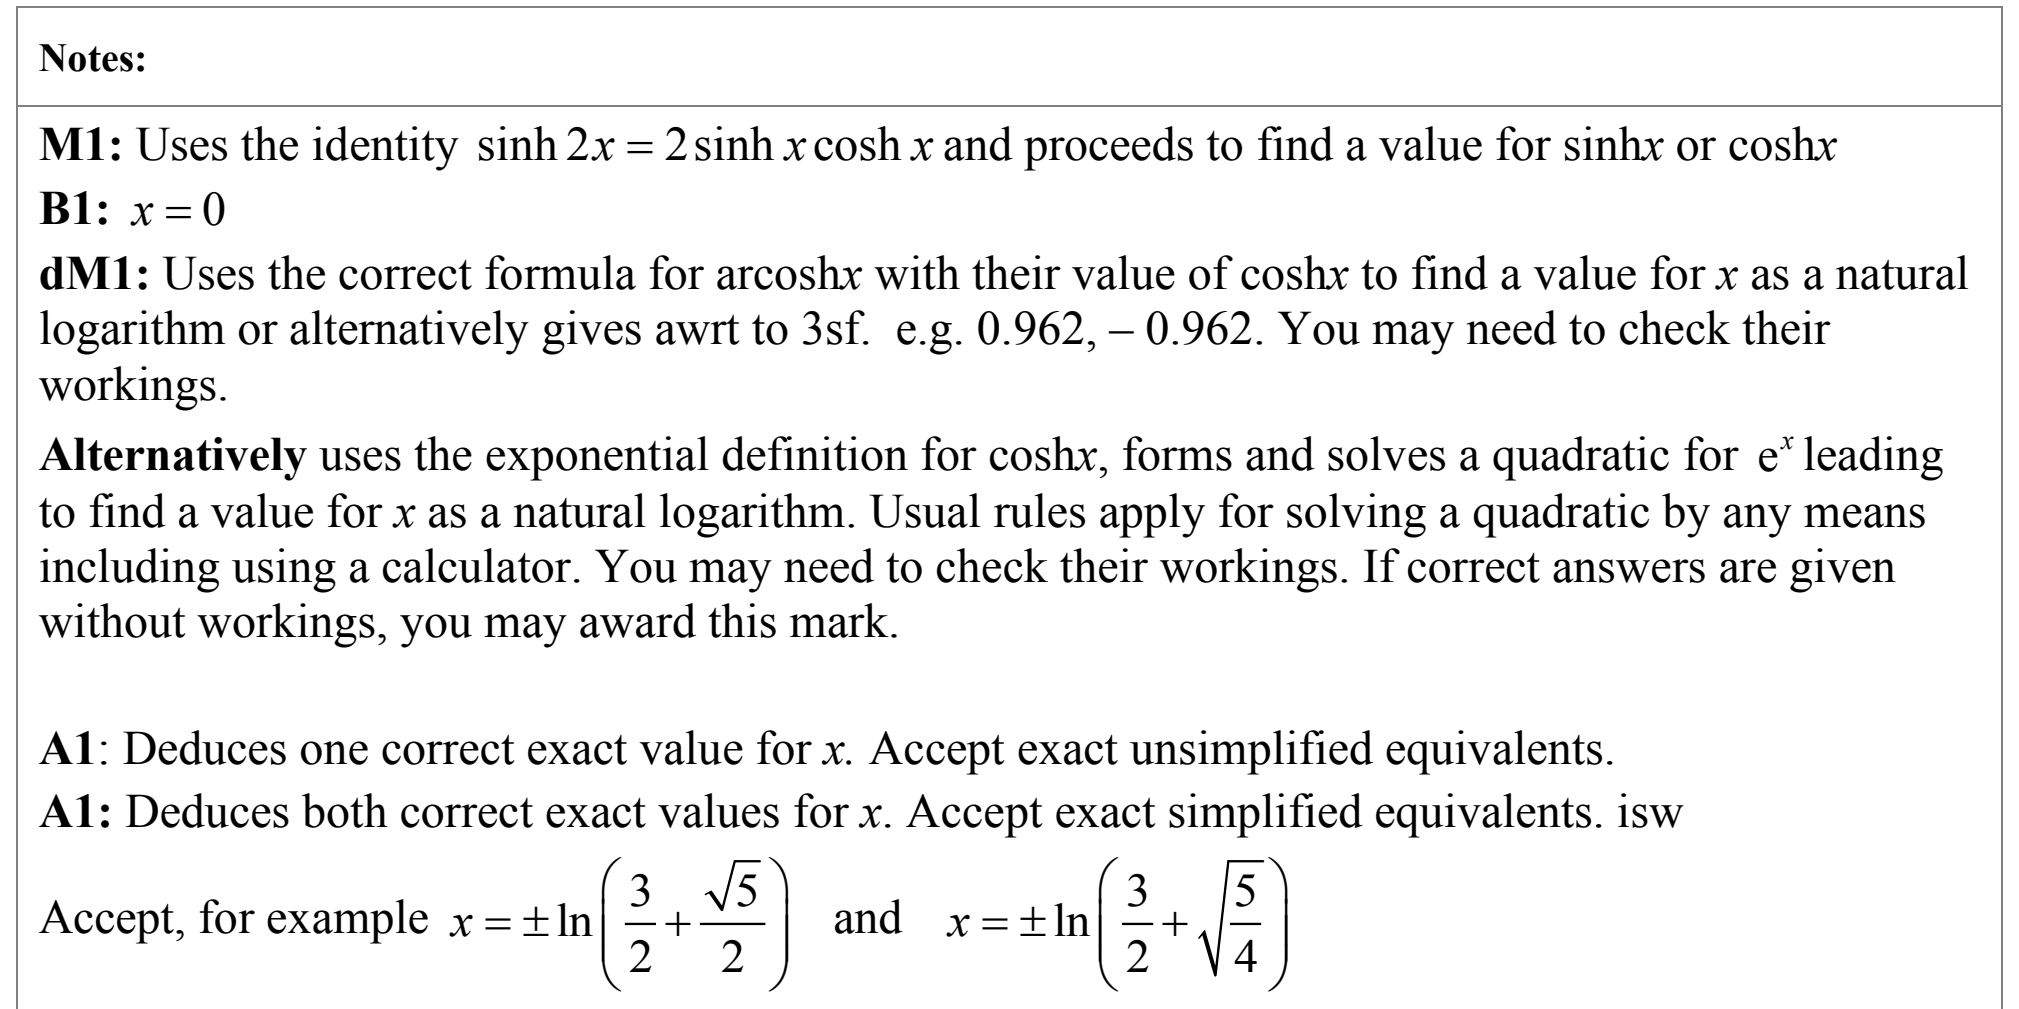 Notes:
M1: Uses the identity sinh 2x = 2 sinh x cosh x and proceeds to find a value for sinhx or coshx
B1: x = 0
dM1: Uses the correct formula for arcoshx with their value of coshx to find a value for x as a natural
logarithm or alternatively gives awrt to 3sf. e.g. 0.962, – 0.962. You may need to check their
workings.
Alternatively uses the exponential definition for coshx, forms and solves a quadratic for eˣ leading
to find a value for x as a natural logarithm. Usual rules apply for solving a quadratic by any means
including using a calculator. You may need to check their workings. If correct answers are given
without workings, you may award this mark.
A1: Deduces one correct exact value for x. Accept exact unsimplified equivalents.
A1: Deduces both correct exact values for x. Accept exact simplified equivalents. isw
Accept, for example x = ± ln(3/2 + √5/2) and x = ± ln(3/2 + √(5/4))